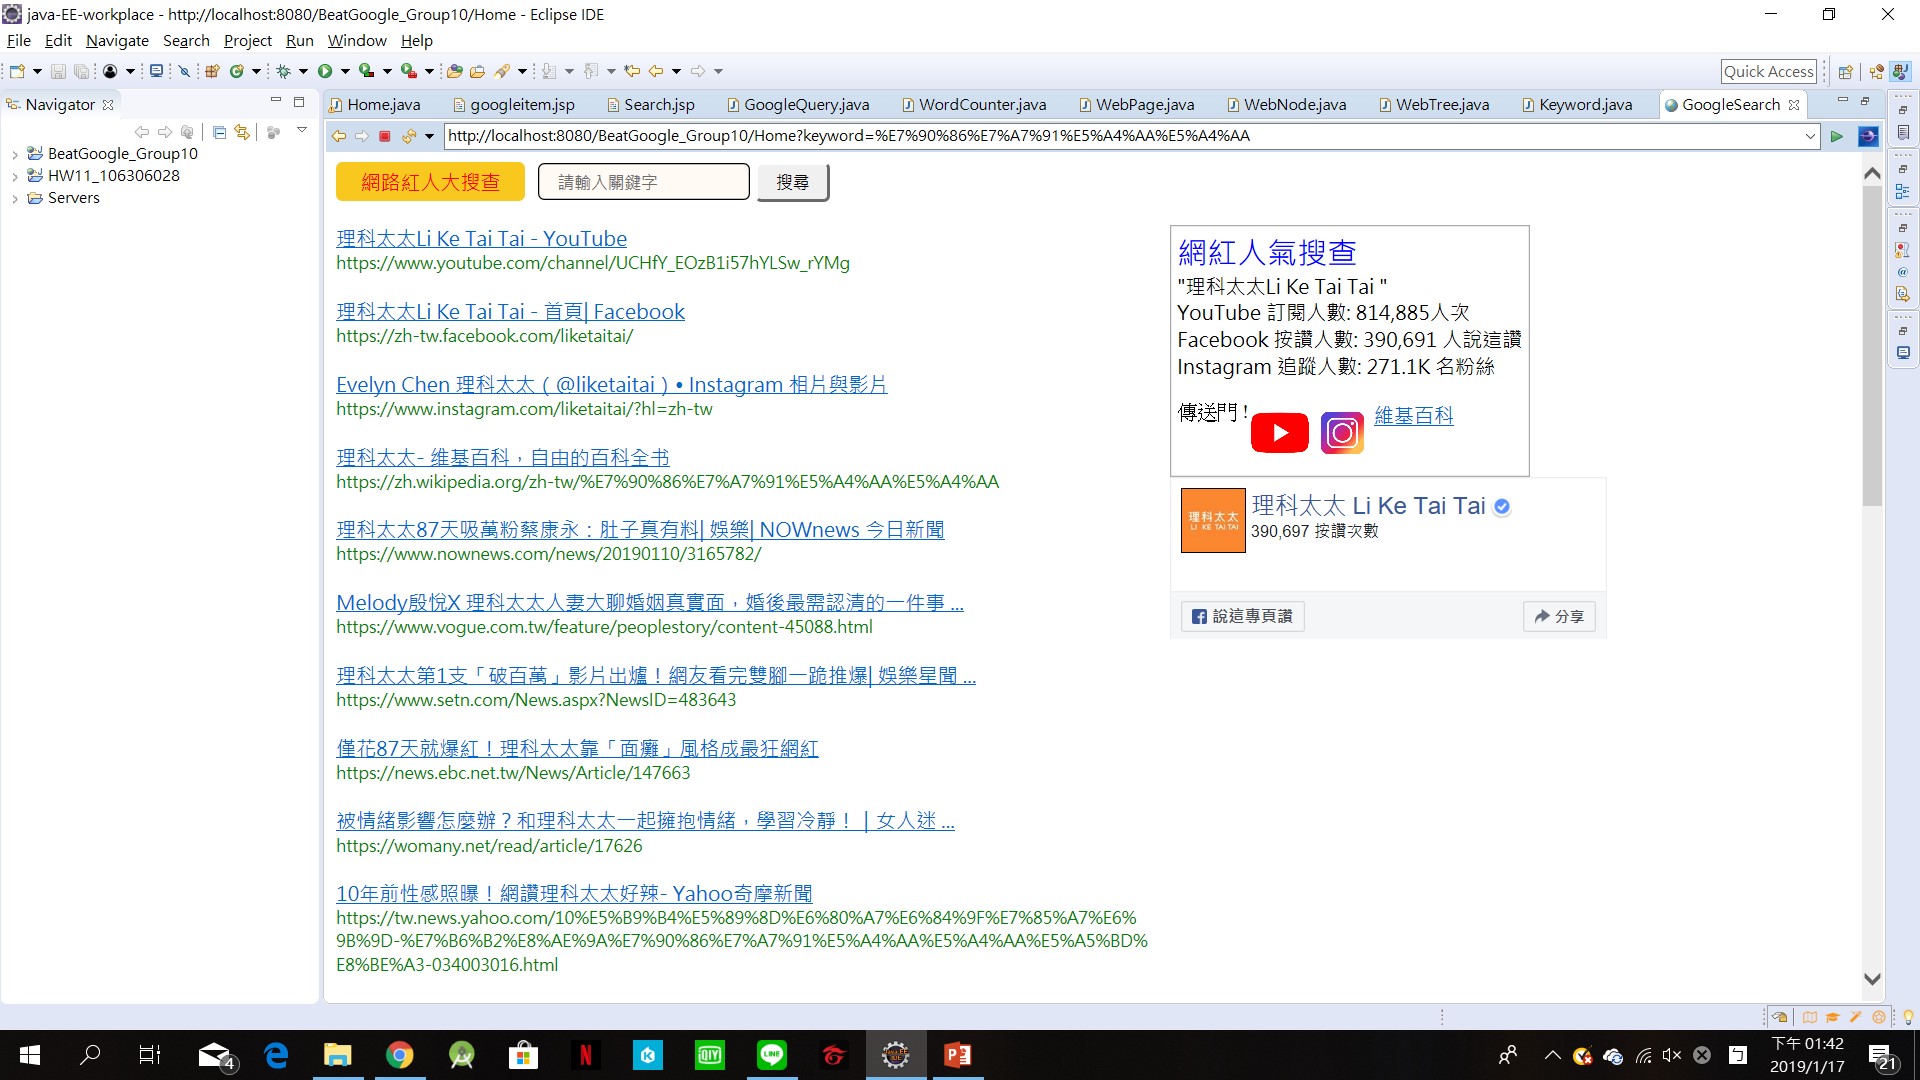 java-EE-workplace - http://localhost:8080/BeatGoogle_Group10/Home - Eclipse IDE
File Edit Navigate Search Project Run Window Help
Quick Access
Navigator
Home.java googleitem.jsp Search.jsp GoogleQuery.java WordCounter.java WebPage.java WebNode.java WebTree.java Keyword.java GoogleSearch
http://localhost:8080/BeatGoogle_Group10/Home?keyword=%E7%90%86%E7%A7%91%E5%A4%AA%E5%A4%AA
BeatGoogle_Group10
HW11_106306028
Servers
網路紅人大搜查 請輸入關鍵字 搜尋
理科太太Li Ke Tai Tai - YouTube
https://www.youtube.com/channel/UCHfY_EOzB1i57hYLSw_rYMg
理科太太Li Ke Tai Tai - 首頁| Facebook
https://zh-tw.facebook.com/liketaitai/
Evelyn Chen 理科太太（@liketaitai）• Instagram 相片與影片
https://www.instagram.com/liketaitai/?hl=zh-tw
理科太太- 维基百科，自由的百科全书
https://zh.wikipedia.org/zh-tw/%E7%90%86%E7%A7%91%E5%A4%AA%E5%A4%AA
理科太太87天吸萬粉蔡康永：肚子真有料| 娛樂| NOWnews 今日新聞
https://www.nownews.com/news/20190110/3165782/
Melody殷悅X 理科太太人妻大聊婚姻真實面，婚後最需認清的一件事 ...
https://www.vogue.com.tw/feature/peoplestory/content-45088.html
理科太太第1支「破百萬」影片出爐！網友看完雙腳一跪推爆| 娛樂星聞 ...
https://www.setn.com/News.aspx?NewsID=483643
僅花87天就爆紅！理科太太靠「面癱」風格成最狂網紅
https://news.ebc.net.tw/News/Article/147663
被情緒影響怎麼辦？和理科太太一起擁抱情緒，學習冷靜！｜女人迷 ...
https://womany.net/read/article/17626
10年前性感照曝！網讚理科太太好辣- Yahoo奇摩新聞
https://tw.news.yahoo.com/10%E5%B9%B4%E5%89%8D%E6%80%A7%E6%84%9F%E7%85%A7%E6%
9B%9D-%E7%B6%B2%E8%AE%9A%E7%90%86%E7%A7%91%E5%A4%AA%E5%A4%AA%E5%A5%BD%
E8%BE%A3-034003016.html
網紅人氣搜查
"理科太太Li Ke Tai Tai "
YouTube 訂閱人數: 814,885人次
Facebook 按讚人數: 390,691 人說這讚
Instagram 追蹤人數: 271.1K 名粉絲
傳送門 ! 維基百科
理科太太
LI KE TAI TAI
理科太太 Li Ke Tai Tai
390,697 按讚次數
說這專頁讚 分享
下午 01:42
2019/1/17
4
21